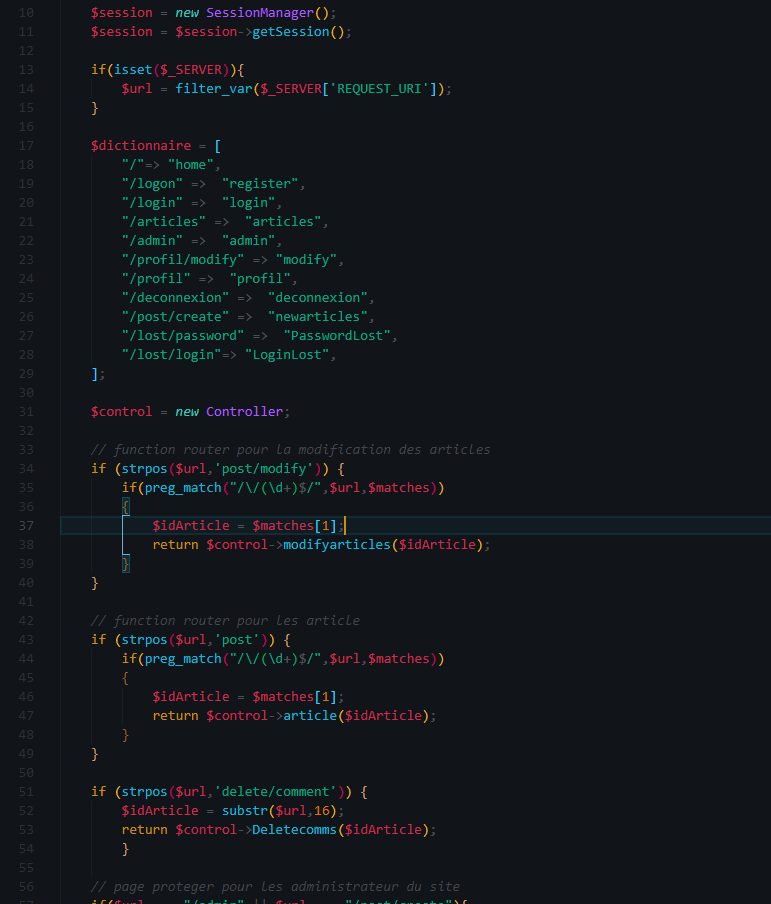 10 $session = new SessionManager();
11 $session = $session->getSession();
12
13 if(isset($_SERVER)){
14 $url = filter_var($_SERVER['REQUEST_URI']);
15 }
16
17 $dictionnaire = [
18 "/"=> "home",
19 "/logon" =>  "register",
20 "/login" =>  "login",
21 "/articles" =>  "articles",
22 "/admin" =>  "admin",
23 "/profil/modify" => "modify",
24 "/profil" =>  "profil",
25 "/deconnexion" =>  "deconnexion",
26 "/post/create" =>  "newarticles",
27 "/lost/password" =>  "PasswordLost",
28 "/lost/login"=> "LoginLost",
29 ];
30
31 $control = new Controller;
32
33 // function router pour la modification des articles
34 if (strpos($url,'post/modify')) {
35 if(preg_match("/\/(\d+)$/",$url,$matches))
36 {
37 $idArticle = $matches[1];
38 return $control->modifyarticles($idArticle);
39 }
40 }
41
42 // function router pour les article
43 if (strpos($url,'post')) {
44 if(preg_match("/\/(\d+)$/",$url,$matches))
45 {
46 $idArticle = $matches[1];
47 return $control->article($idArticle);
48 }
49 }
50
51 if (strpos($url,'delete/comment')) {
52 $idArticle = substr($url,16);
53 return $control->Deletecomms($idArticle);
54 }
55
56 // page proteger pour les administrateur du site